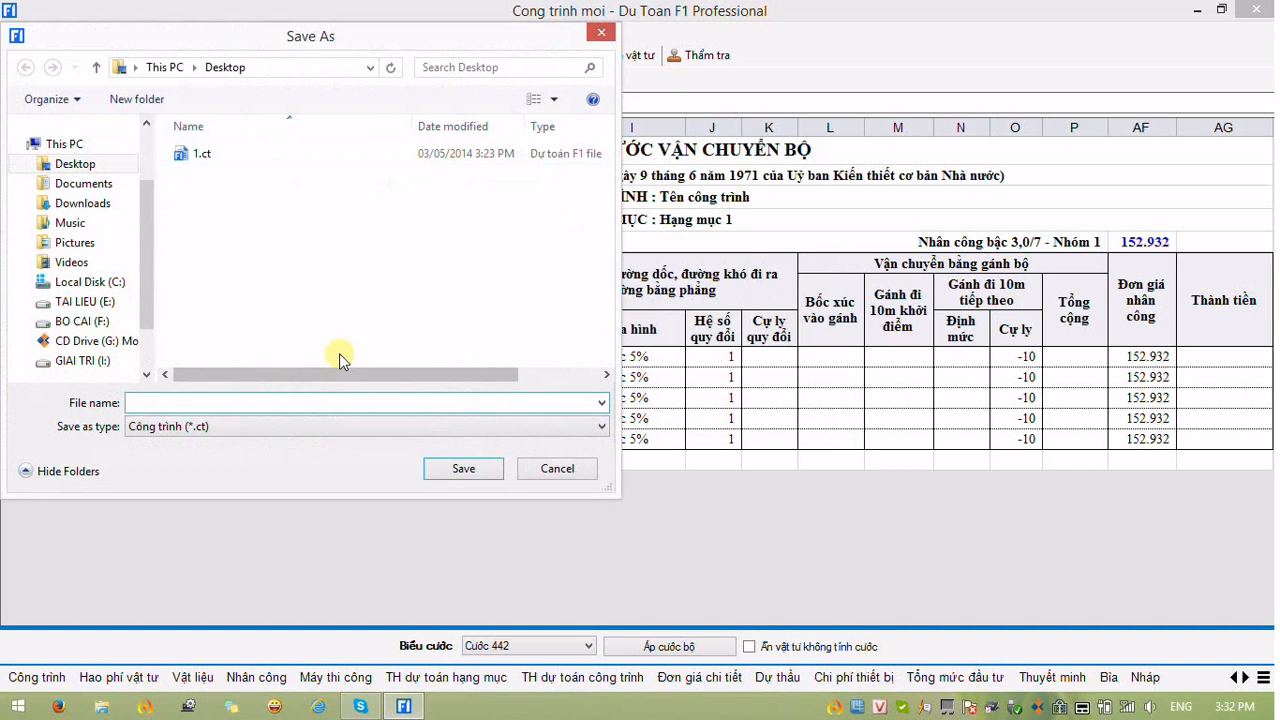 Cong trinh moi - Du Toan F1 Professional
Save As
This PC Desktop
Search Desktop
vật tư Thẩm tra
Organize New folder
Name Date modified Type
1.ct 03/05/2014 3:23 PM Dự toán F1 file
This PC
Desktop
Documents
Downloads
Music
Pictures
Videos
Local Disk (C:)
TAI LIEU (E:)
BO CAI (F:)
CD Drive (G:) Mo
GIAI TRI (I:)
File name:
Save as type: Công trình (*.ct)
Hide Folders
Save Cancel
I J K L M N O P AF AG
ƯỚC VẬN CHUYỂN BỘ
ày 9 tháng 6 năm 1971 của Uỷ ban Kiến thiết cơ bản Nhà nước)
ÌNH : Tên công trình
MỤC : Hạng mục 1
Nhân công bậc 3,0/7 - Nhóm 1 152.932
ường dốc, đường khó đi ra
ờng bằng phẳng
Vận chuyển bằng gánh bộ
Đơn giá nhân công
Thành tiền
Bốc xúc vào gánh
Gánh đi 10m khởi điểm
Gánh đi 10m tiếp theo
Tổng cộng
a hình
Hệ số quy đổi
Cự ly quy đổi
Định mức
Cự ly
c 5% 1 -10 152.932
c 5% 1 -10 152.932
c 5% 1 -10 152.932
c 5% 1 -10 152.932
c 5% 1 -10 152.932
Biểu cước Cước 442 Áp cước bộ Ẩn vật tư không tính cước
Công trình Hao phí vật tư Vật liệu Nhân công Máy thi công TH dự toán hạng mục TH dự toán công trình Đơn giá chi tiết Dự thầu Chi phí thiết bị Tổng mức đầu tư Thuyết minh Bìa Nháp
ENG 3:32 PM